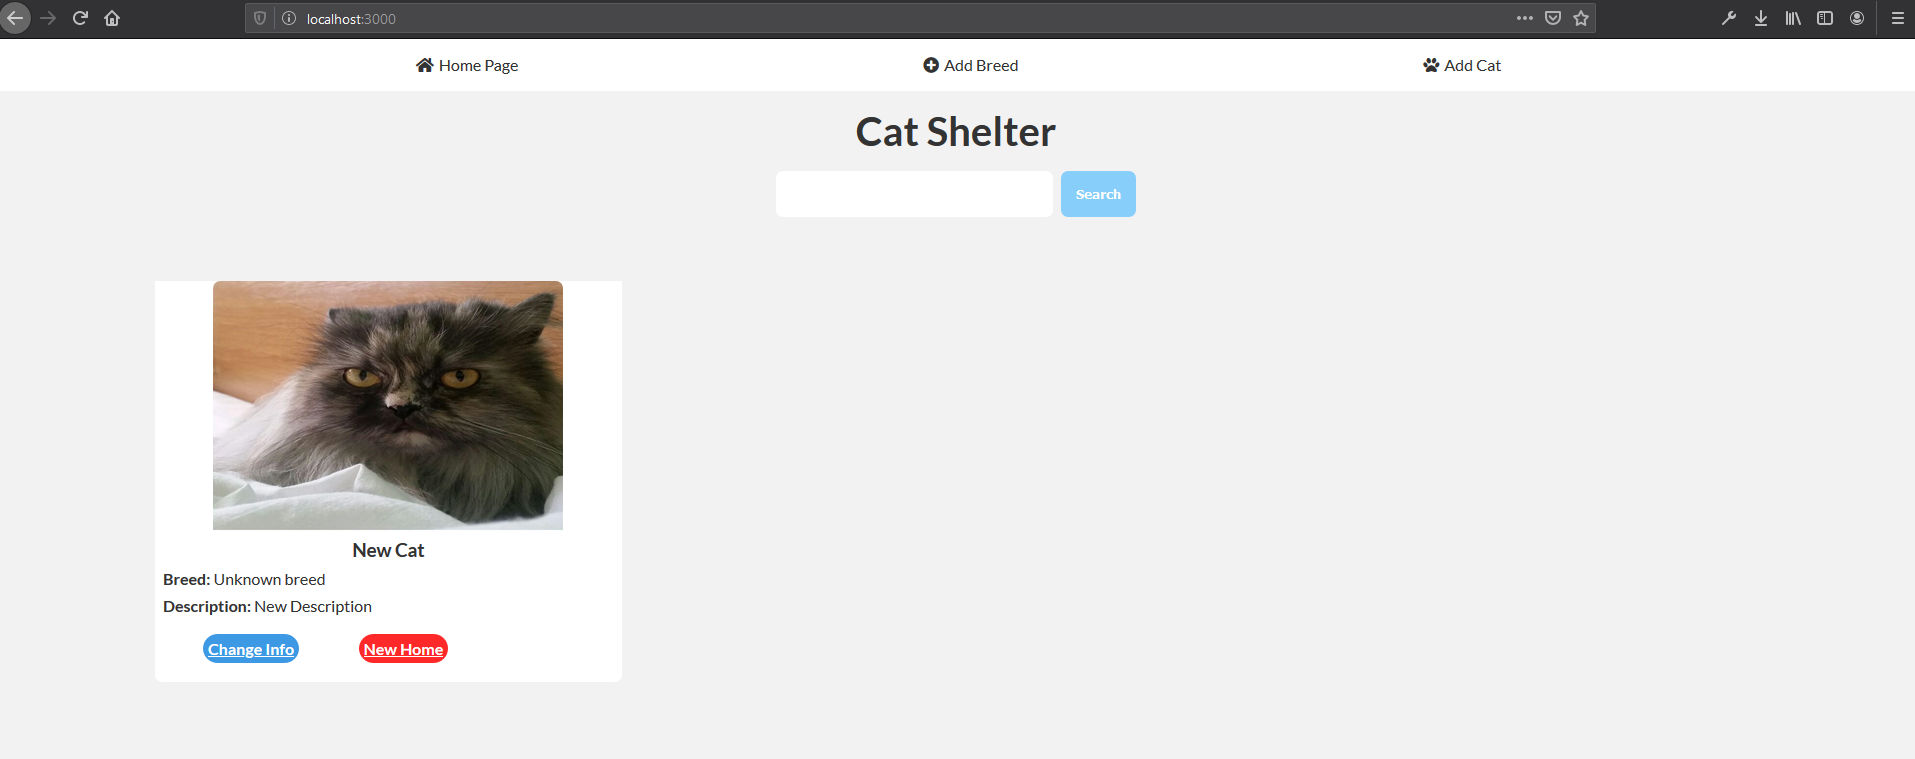 localhost:3000
Home Page
Add Breed
Add Cat
Cat Shelter
Search
New Cat
Breed: Unknown breed
Description: New Description
Change Info
New Home